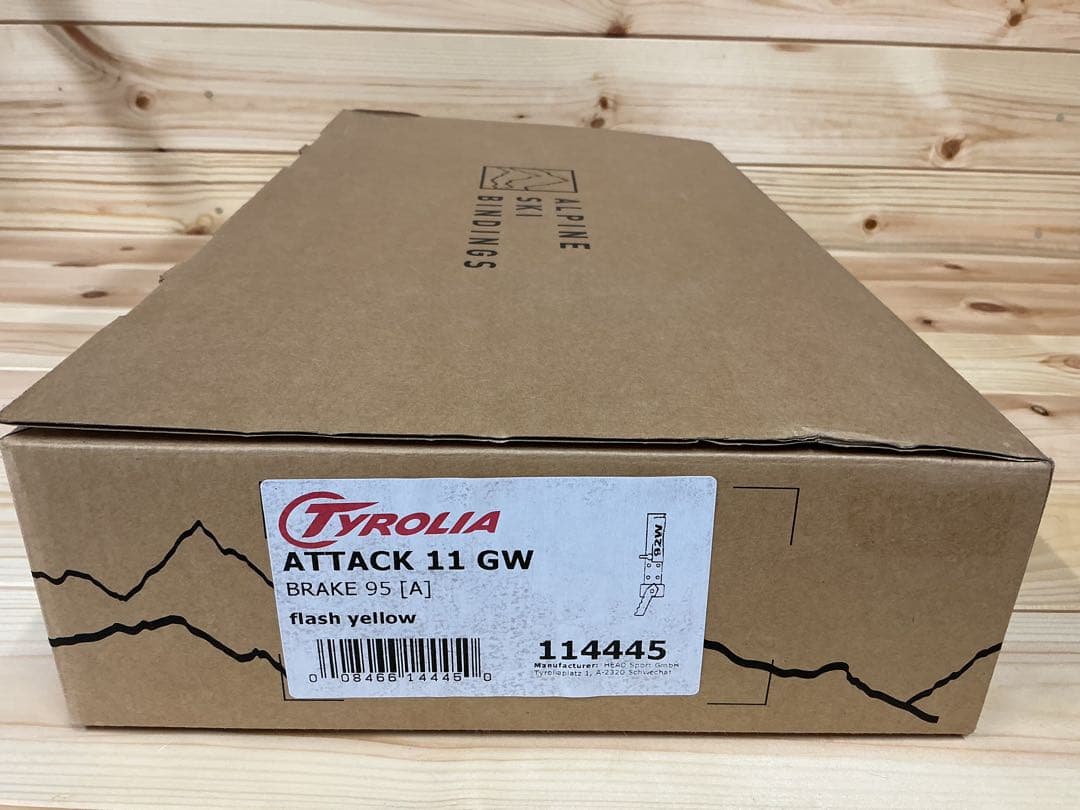 ALPINE
SKI
BINDINGS
TYROLIA
ATTACK 11 GW
BRAKE 95 [A]
flash yellow
92W
114445
Manufacturer: HEAD Sport GmbH
Tyroliaplatz 1, A-2320 Schwechat
0 08466 14445 0